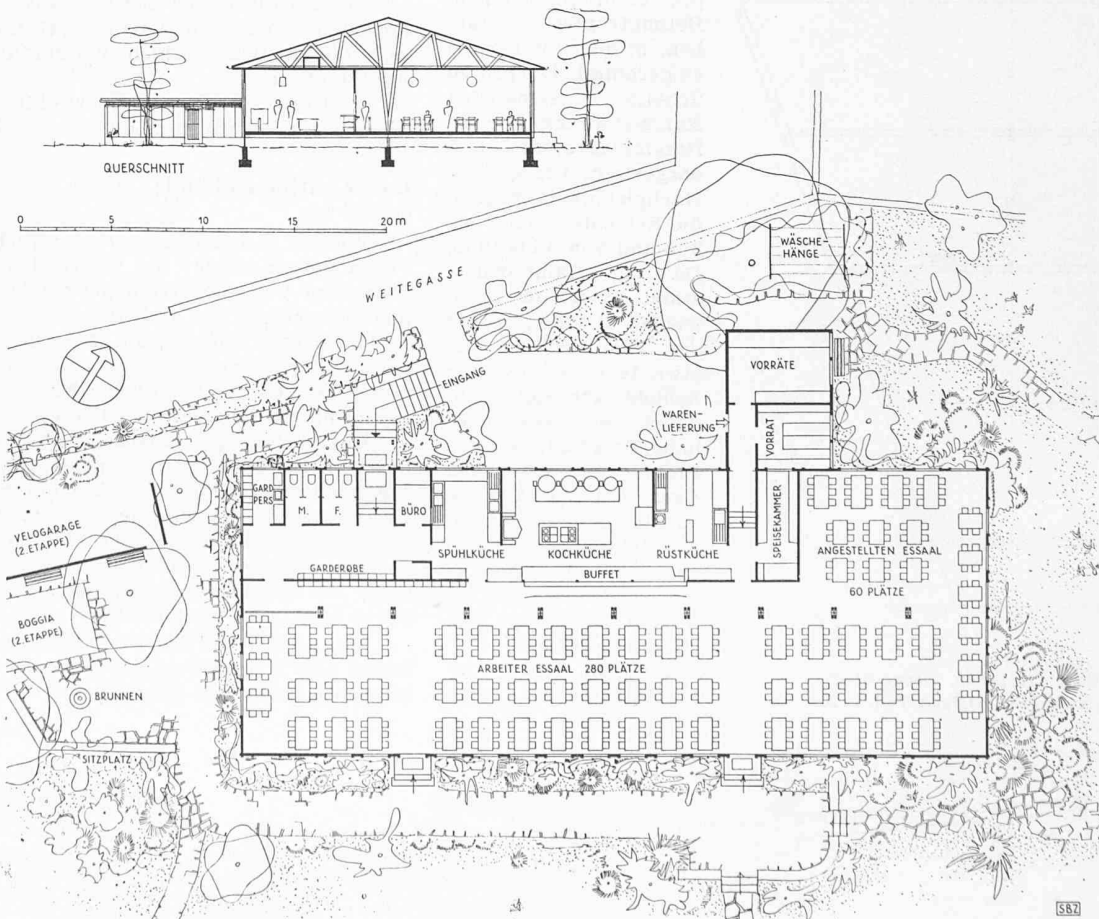 QUERSCHNITT
0 5 10 15 20 m
WEITEGASSE
WÄSCHE-
HÄNGE
EINGANG
VORRÄTE
WAREN-
LIEFERUNG
VORRAT
GARD
PERS
M.
F.
BÜRO
SPÜHLKÜCHE
KOCHKÜCHE
RÜSTKÜCHE
SPEISEKAMMER
ANGESTELLTEN ESSAAL
60 PLÄTZE
GARDEROBE
BUFFET
VELOGARAGE
(2.ETAPPE)
BOGGIA
(2.ETAPPE)
BRUNNEN
SITZPLATZ
ARBEITER ESSAAL 280 PLÄTZE
SBZ